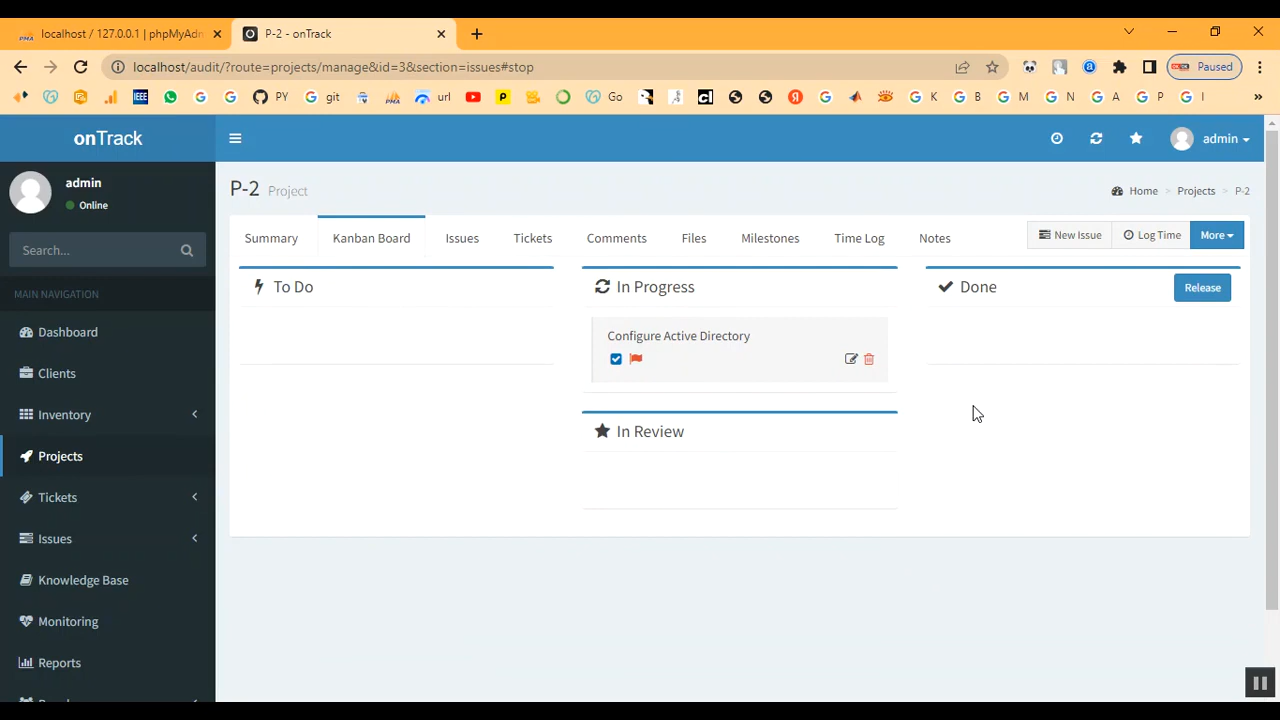 localhost / 127.0.0.1 | phpMyAdn
P-2 - onTrack
localhost/audit/?route=projects/manage&id=3&section=issues#stop
Paused
IEEE
PY
git
PMA
url
Go
K
B
M
N
A
P
I
onTrack
admin
admin
Online
Search...
MAIN NAVIGATION
Dashboard
Clients
Inventory
Projects
Tickets
Issues
Knowledge Base
Monitoring
Reports
P-2 Project
Home > Projects > P-2
Summary
Kanban Board
Issues
Tickets
Comments
Files
Milestones
Time Log
Notes
New Issue
Log Time
More
To Do
In Progress
Configure Active Directory
In Review
Done
Release